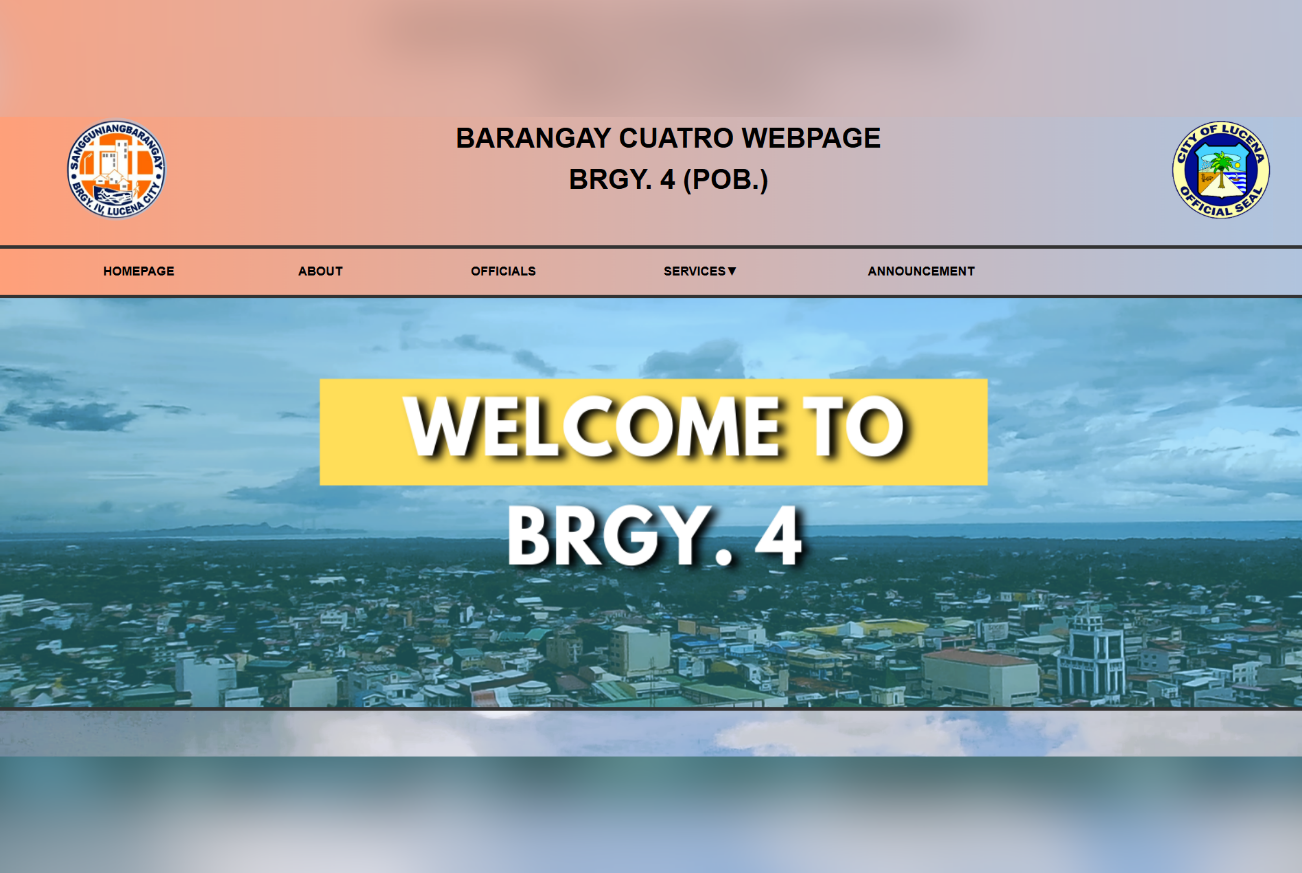 BARANGAY CUATRO WEBPAGE
BRGY. 4 (POB.)
SANGGUNIANGBARANGAY
BRGY. IV, LUCENA CITY
CITY OF LUCENA
OFFICIAL SEAL
HOMEPAGE
ABOUT
OFFICIALS
SERVICES▼
ANNOUNCEMENT
WELCOME TO
BRGY. 4